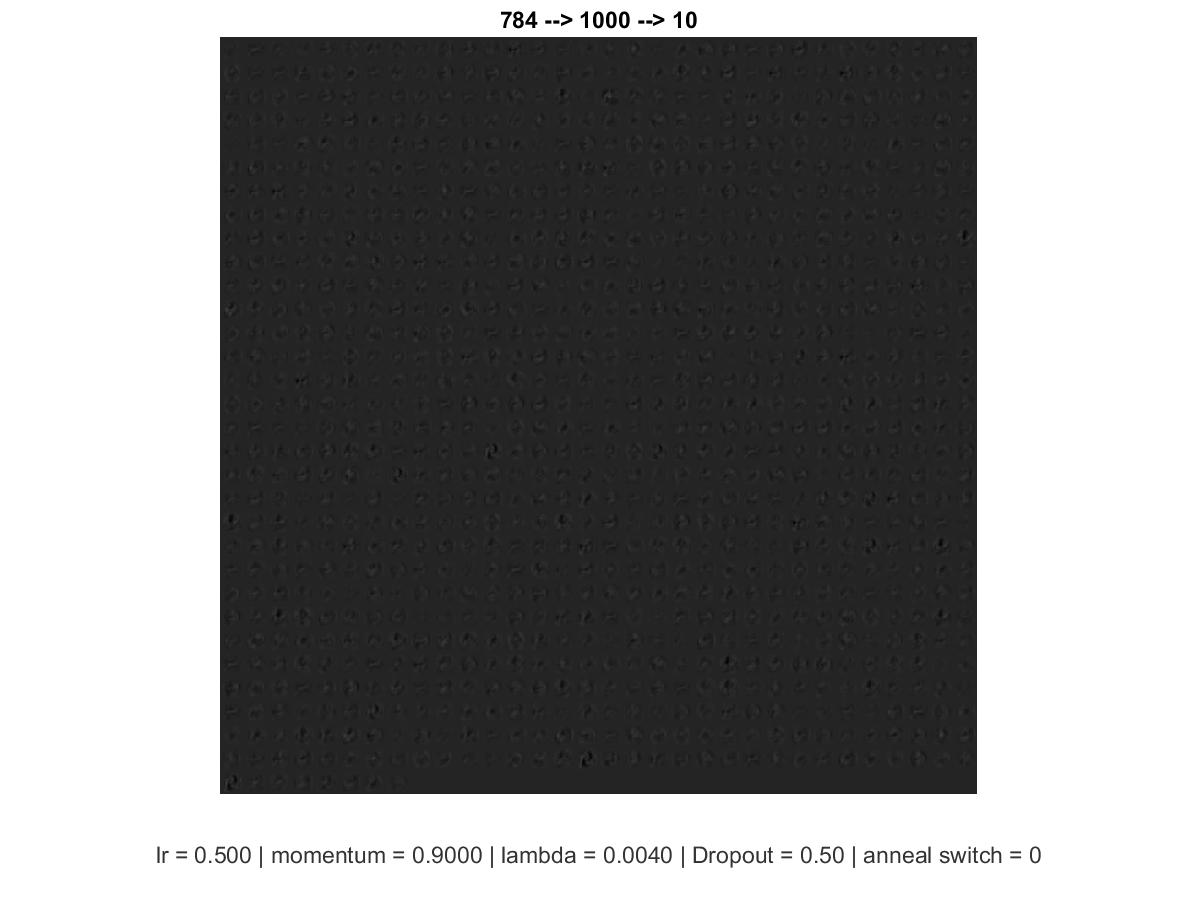 784 --> 1000 --> 10
lr = 0.500 | momentum = 0.9000 | lambda = 0.0040 | Dropout = 0.50 | anneal switch = 0